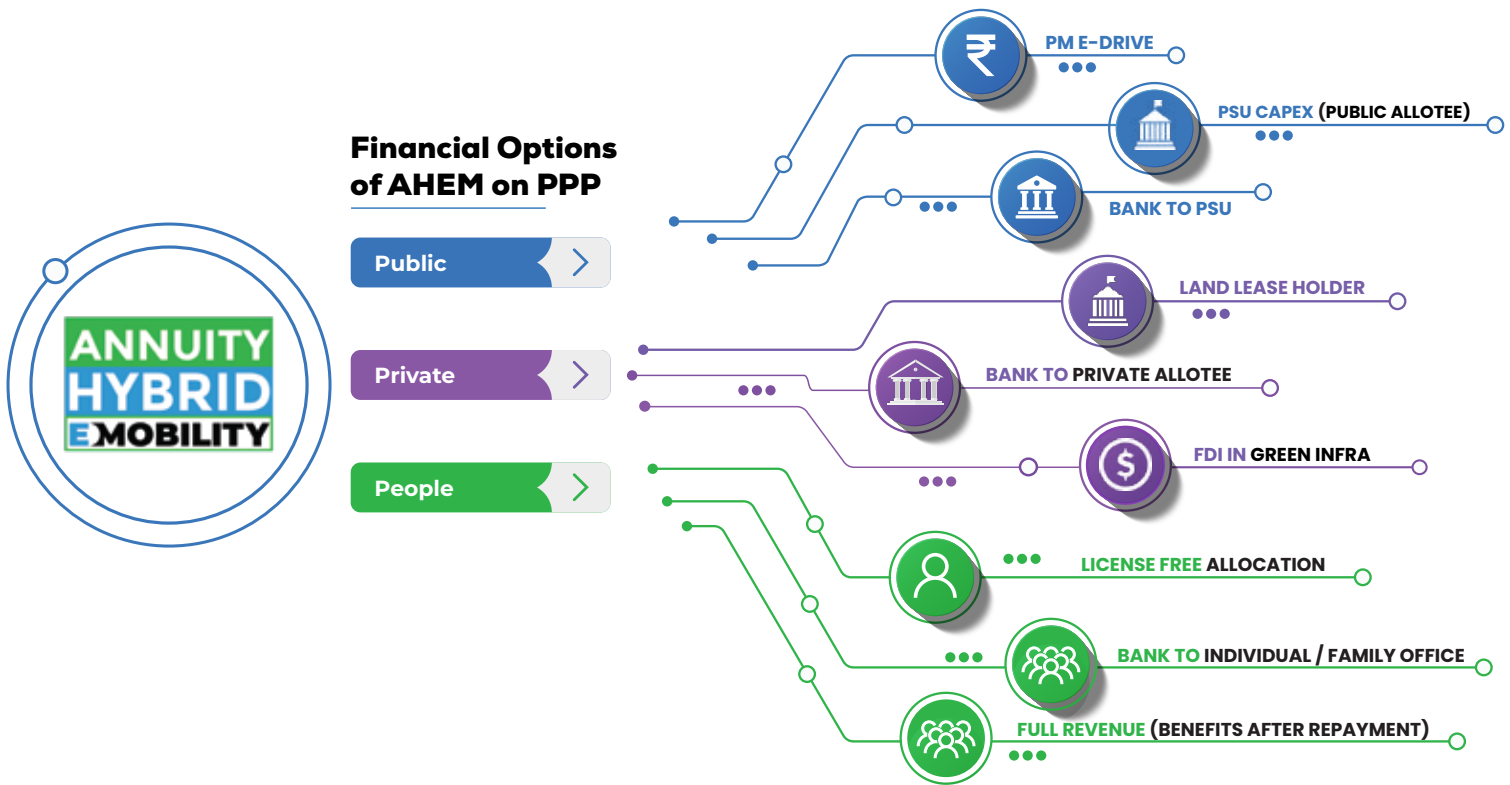 ANNUITY
HYBRID
EMOBILITY
Financial Options
of AHEM on PPP
Public
Private
People
PM E-DRIVE
PSU CAPEX (PUBLIC ALLOTEE)
BANK TO PSU
LAND LEASE HOLDER
BANK TO PRIVATE ALLOTEE
FDI IN GREEN INFRA
LICENSE FREE ALLOCATION
BANK TO INDIVIDUAL / FAMILY OFFICE
FULL REVENUE (BENEFITS AFTER REPAYMENT)